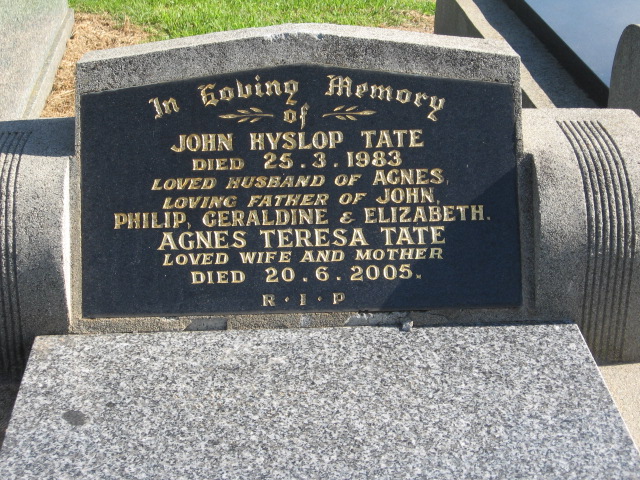 In Loving Memory
of
JOHN HYSLOP TATE
DIED 25.3.1983
LOVED HUSBAND OF AGNES,
LOVING FATHER OF JOHN,
PHILIP, GERALDINE & ELIZABETH.
AGNES TERESA TATE
LOVED WIFE AND MOTHER
DIED 20.6.2005.
R·I·P